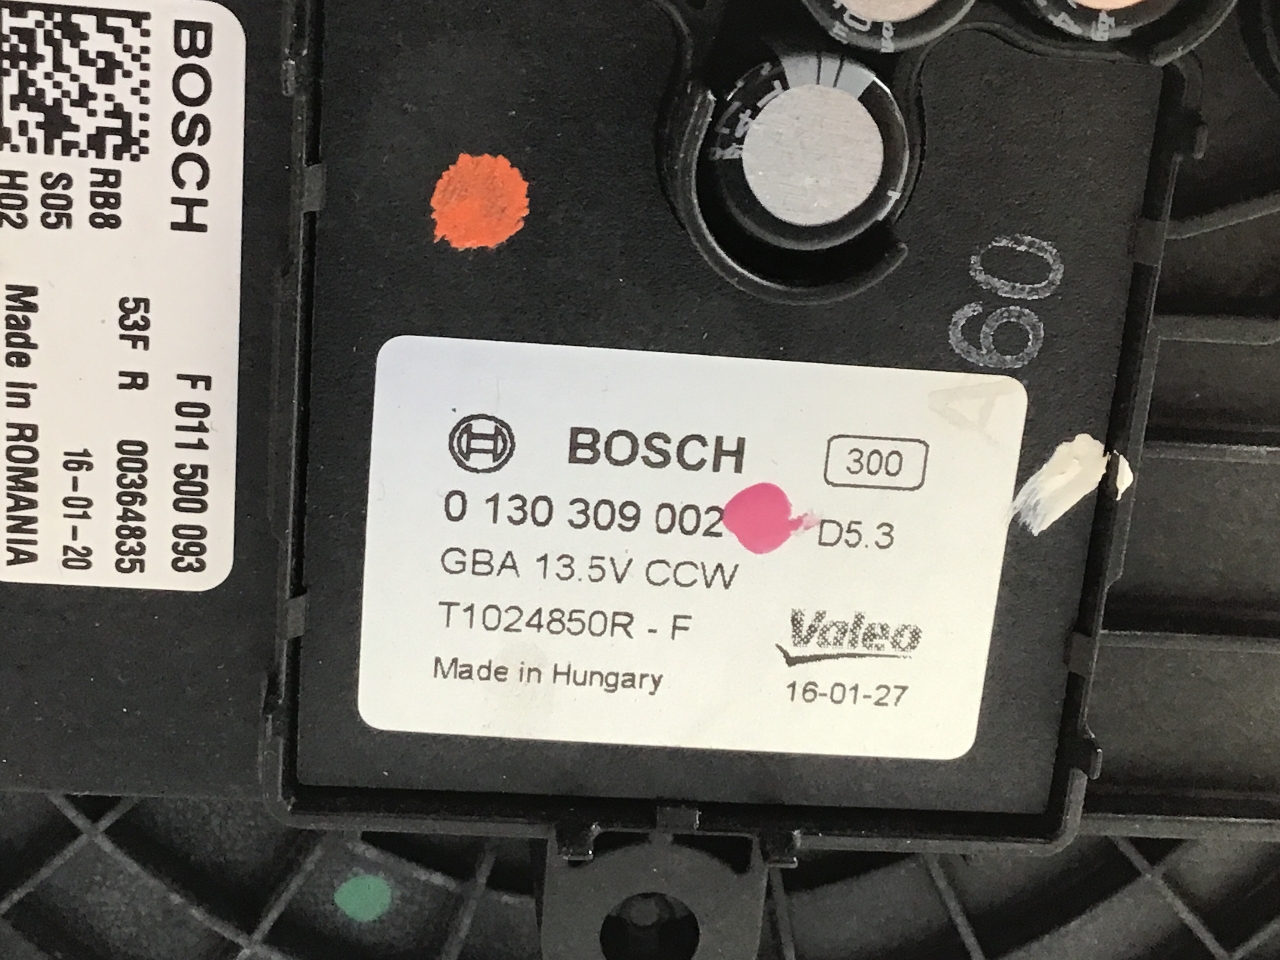 BOSCH
RB8
S05
H02
F 011 500 093
53F R 00364835
16-01-20
Made in ROMANIA
60
BOSCH
300
0 130 309 002
D5.3
GBA 13.5V CCW
T1024850R - F
Valeo
Made in Hungary
16-01-27